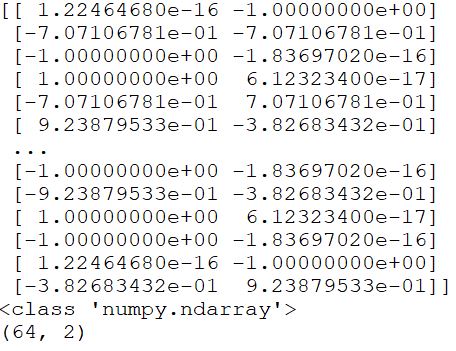 [[ 1.22464680e-16 -1.00000000e+00]
[-7.07106781e-01 -7.07106781e-01]
[-1.00000000e+00 -1.83697020e-16]
[ 1.00000000e+00 6.12323400e-17]
[-7.07106781e-01 7.07106781e-01]
[ 9.23879533e-01 -3.82683432e-01]
...
[-1.00000000e+00 -1.83697020e-16]
[-9.23879533e-01 -3.82683432e-01]
[ 1.00000000e+00 6.12323400e-17]
[-1.00000000e+00 -1.83697020e-16]
[ 1.22464680e-16 -1.00000000e+00]
[-3.82683432e-01 9.23879533e-01]]
<class 'numpy.ndarray'>
(64, 2)